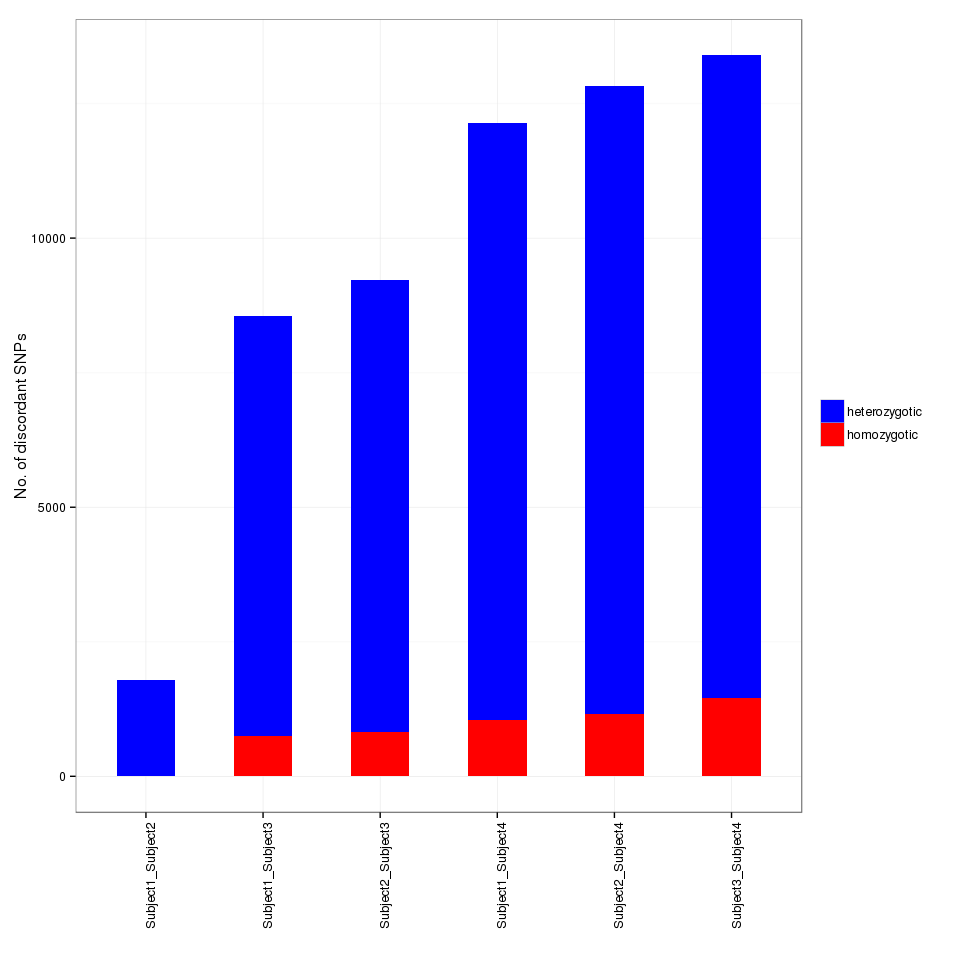 No. of discordant SNPs
10000
5000
0
Subject1_Subject2
Subject1_Subject3
Subject2_Subject3
Subject1_Subject4
Subject2_Subject4
Subject3_Subject4
heterozygotic
homozygotic